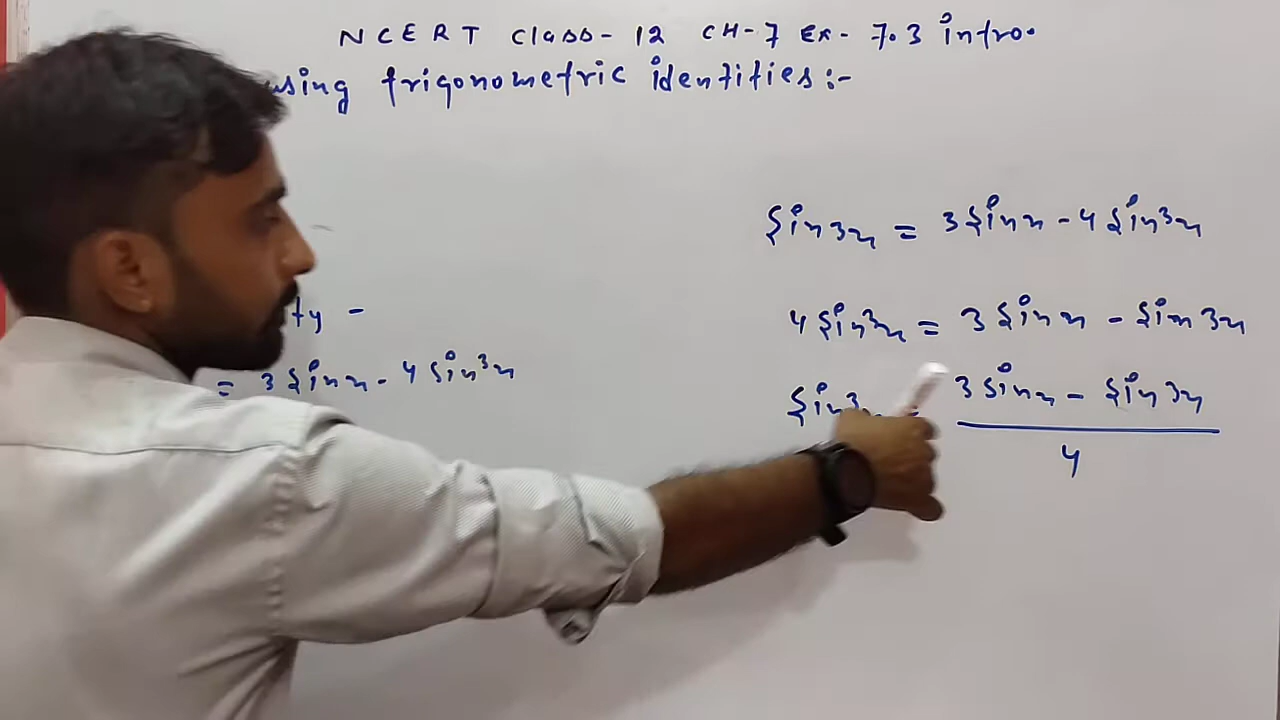 NCERT Class-12 CH-7 Ex-7.3 intro.
using trigonometric identities:-
sin3x = 3sinx - 4sin³x
4sin³x = 3sinx - sin3x
= 3sinx - 4sin³x
sin³x = 3sinx - sin3x
4